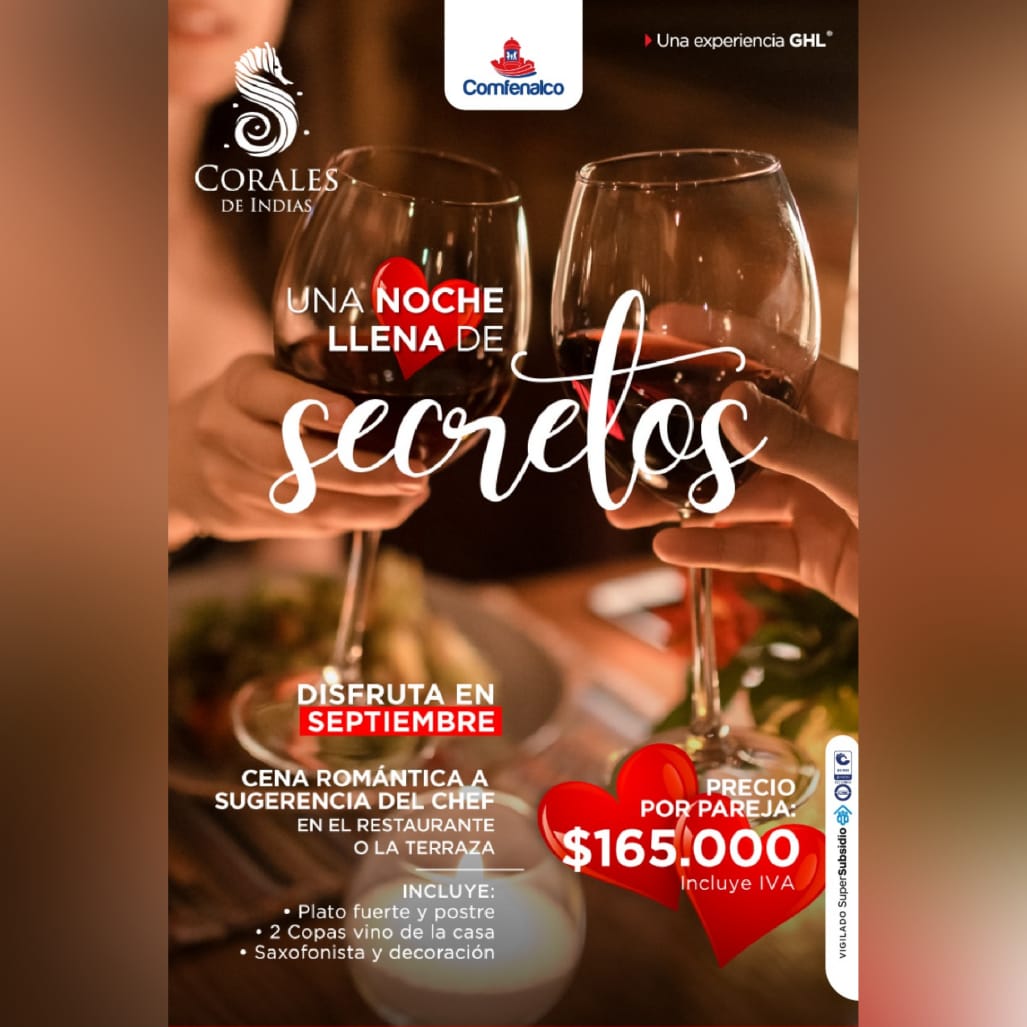 CORALES
DE INDIAS
Comfenalco
Una experiencia GHL®
UNA NOCHE
LLENA DE
secretos
DISFRUTA EN
SEPTIEMBRE
CENA ROMÁNTICA A
SUGERENCIA DEL CHEF
EN EL RESTAURANTE
O LA TERRAZA
INCLUYE:
• Plato fuerte y postre
• 2 Copas vino de la casa
• Saxofonista y decoración
PRECIO
POR PAREJA:
$165.000
Incluye IVA
VIGILADO SuperSubsidio